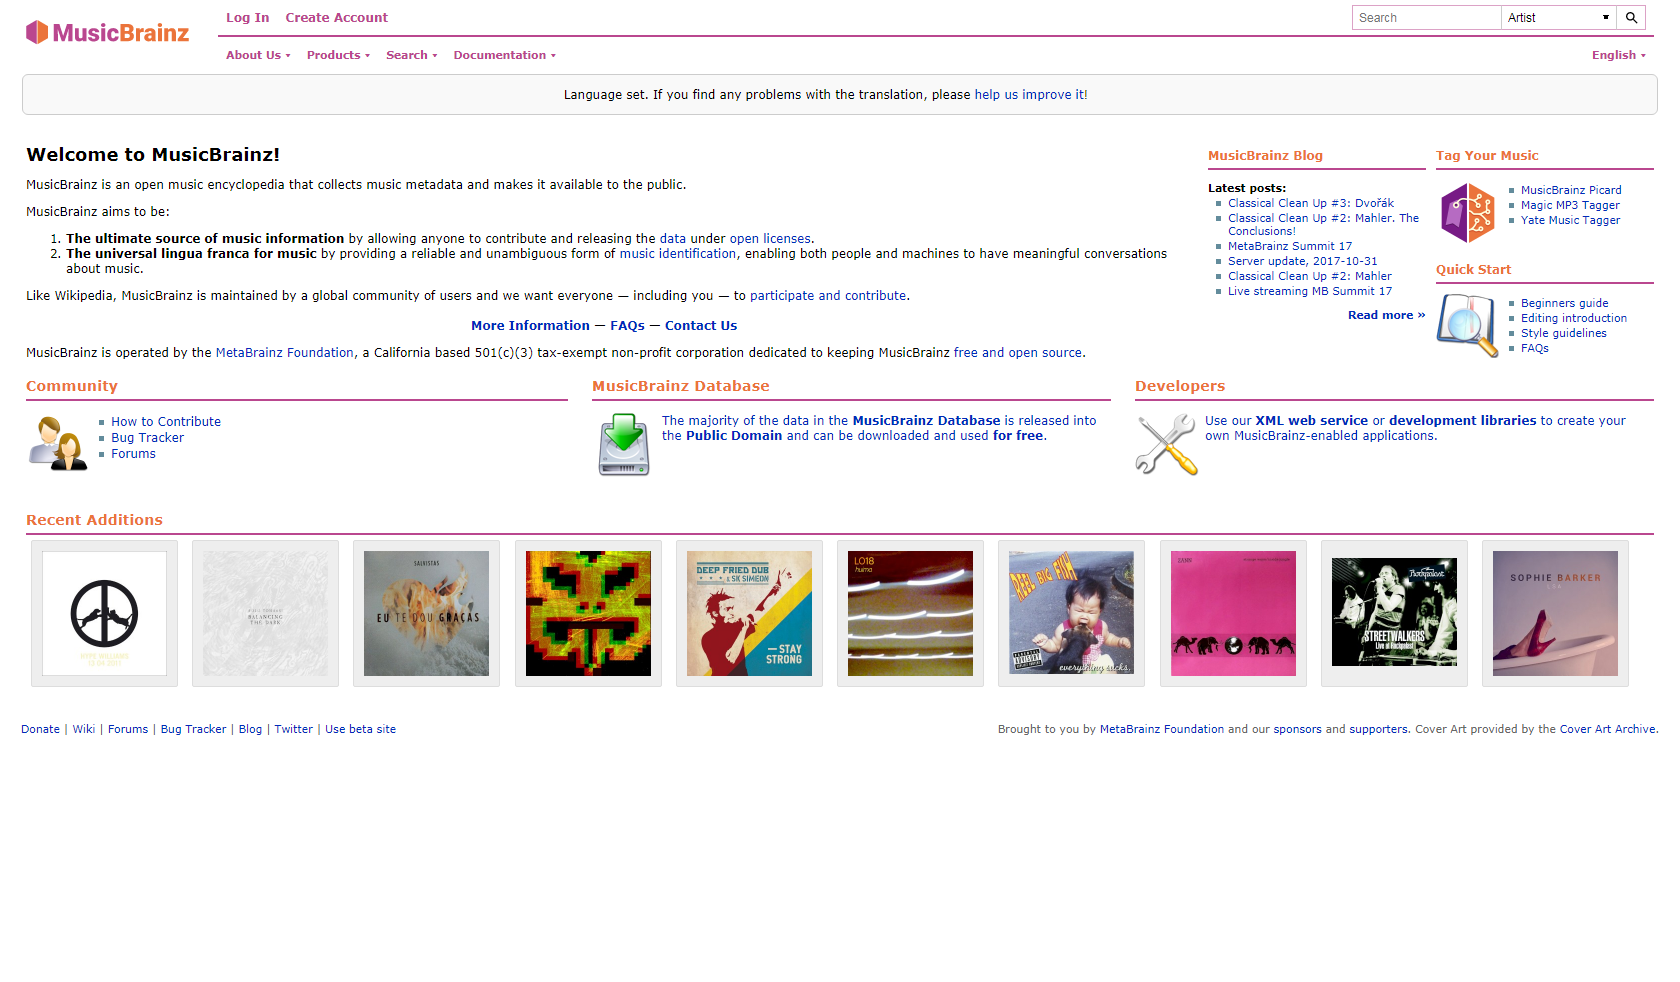 MusicBrainz
Log In Create Account
Search Artist
About Us Products Search Documentation
English
Language set. If you find any problems with the translation, please help us improve it!
Welcome to MusicBrainz!
MusicBrainz is an open music encyclopedia that collects music metadata and makes it available to the public.
MusicBrainz aims to be:
1. The ultimate source of music information by allowing anyone to contribute and releasing the data under open licenses.
2. The universal lingua franca for music by providing a reliable and unambiguous form of music identification, enabling both people and machines to have meaningful conversations
about music.
Like Wikipedia, MusicBrainz is maintained by a global community of users and we want everyone — including you — to participate and contribute.
More Information — FAQs — Contact Us
MusicBrainz is operated by the MetaBrainz Foundation, a California based 501(c)(3) tax-exempt non-profit corporation dedicated to keeping MusicBrainz free and open source.
MusicBrainz Blog
Latest posts:
Classical Clean Up #3: Dvořák
Classical Clean Up #2: Mahler. The
Conclusions!
MetaBrainz Summit 17
Server update, 2017-10-31
Classical Clean Up #2: Mahler
Live streaming MB Summit 17
Read more »
Tag Your Music
MusicBrainz Picard
Magic MP3 Tagger
Yate Music Tagger
Quick Start
Beginners guide
Editing introduction
Style guidelines
FAQs
Community
How to Contribute
Bug Tracker
Forums
MusicBrainz Database
The majority of the data in the MusicBrainz Database is released into
the Public Domain and can be downloaded and used for free.
Developers
Use our XML web service or development libraries to create your
own MusicBrainz-enabled applications.
Recent Additions
BALANCING
THE DARK
SALVISTAS
EU TE DOU GRAÇAS
DEEP FRIED DUB
& SK SIMEON
—STAY
STRONG
LO18
huima
REEL BIG FISH
everything sucks.
Rockpalast
STREETWALKERS
Live at Rockpalast
SOPHIE BARKER
Donate | Wiki | Forums | Bug Tracker | Blog | Twitter | Use beta site
Brought to you by MetaBrainz Foundation and our sponsors and supporters. Cover Art provided by the Cover Art Archive.